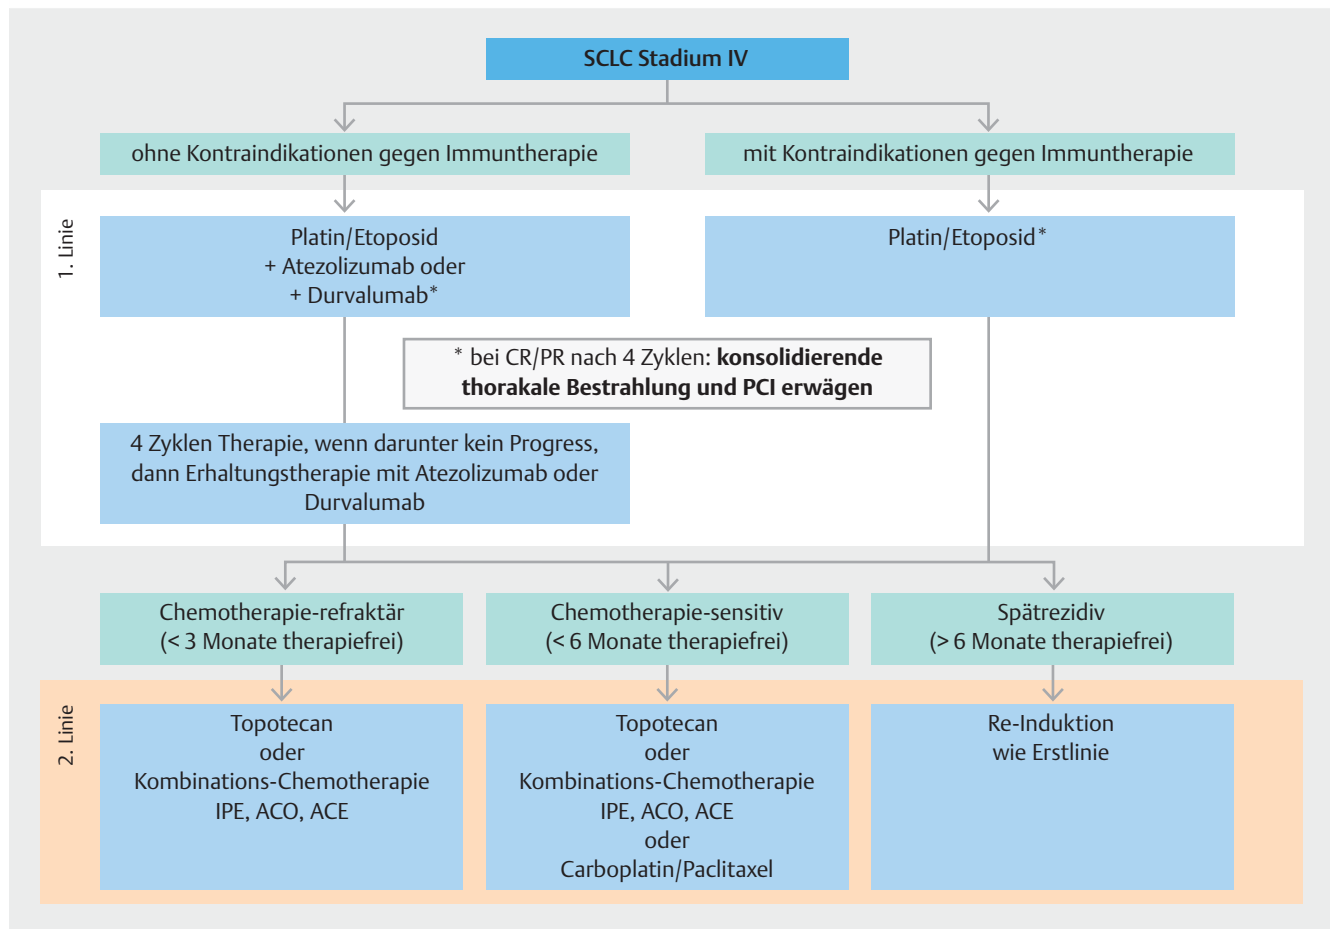 SCLC Stadium IV
ohne Kontraindikationen gegen Immuntherapie
mit Kontraindikationen gegen Immuntherapie
1. Linie
Platin/Etoposid
+ Atezolizumab oder
+ Durvalumab*
Platin/Etoposid*
* bei CR/PR nach 4 Zyklen: konsolidierende
thorakale Bestrahlung und PCI erwägen
4 Zyklen Therapie, wenn darunter kein Progress,
dann Erhaltungstherapie mit Atezolizumab oder
Durvalumab
Chemotherapie-refraktär
(< 3 Monate therapiefrei)
Chemotherapie-sensitiv
(< 6 Monate therapiefrei)
Spätrezidiv
(> 6 Monate therapiefrei)
2. Linie
Topotecan
oder
Kombinations-Chemotherapie
IPE, ACO, ACE
Topotecan
oder
Kombinations-Chemotherapie
IPE, ACO, ACE
oder
Carboplatin/Paclitaxel
Re-Induktion
wie Erstlinie